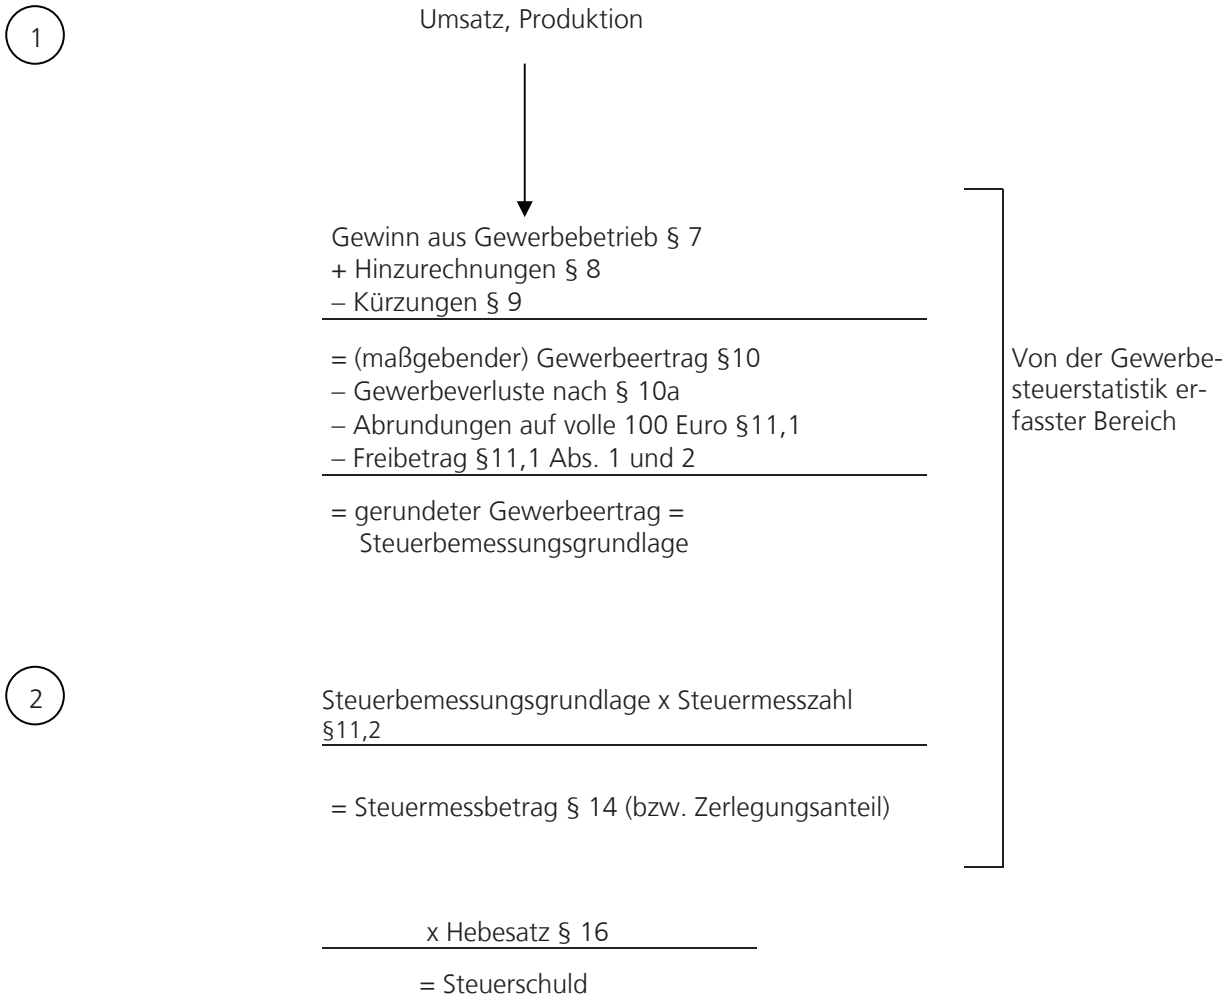 1
Umsatz, Produktion
Gewinn aus Gewerbebetrieb § 7
+ Hinzurechnungen § 8
– Kürzungen § 9
= (maßgebender) Gewerbeertrag §10
– Gewerbeverluste nach § 10a
– Abrundungen auf volle 100 Euro §11,1
– Freibetrag §11,1 Abs. 1 und 2
= gerundeter Gewerbeertrag =
Steuerbemessungsgrundlage
Von der Gewerbe-
steuerstatistik er-
fasster Bereich
2
Steuerbemessungsgrundlage x Steuermesszahl
§11,2
= Steuermessbetrag § 14 (bzw. Zerlegungsanteil)
x Hebesatz § 16
= Steuerschuld